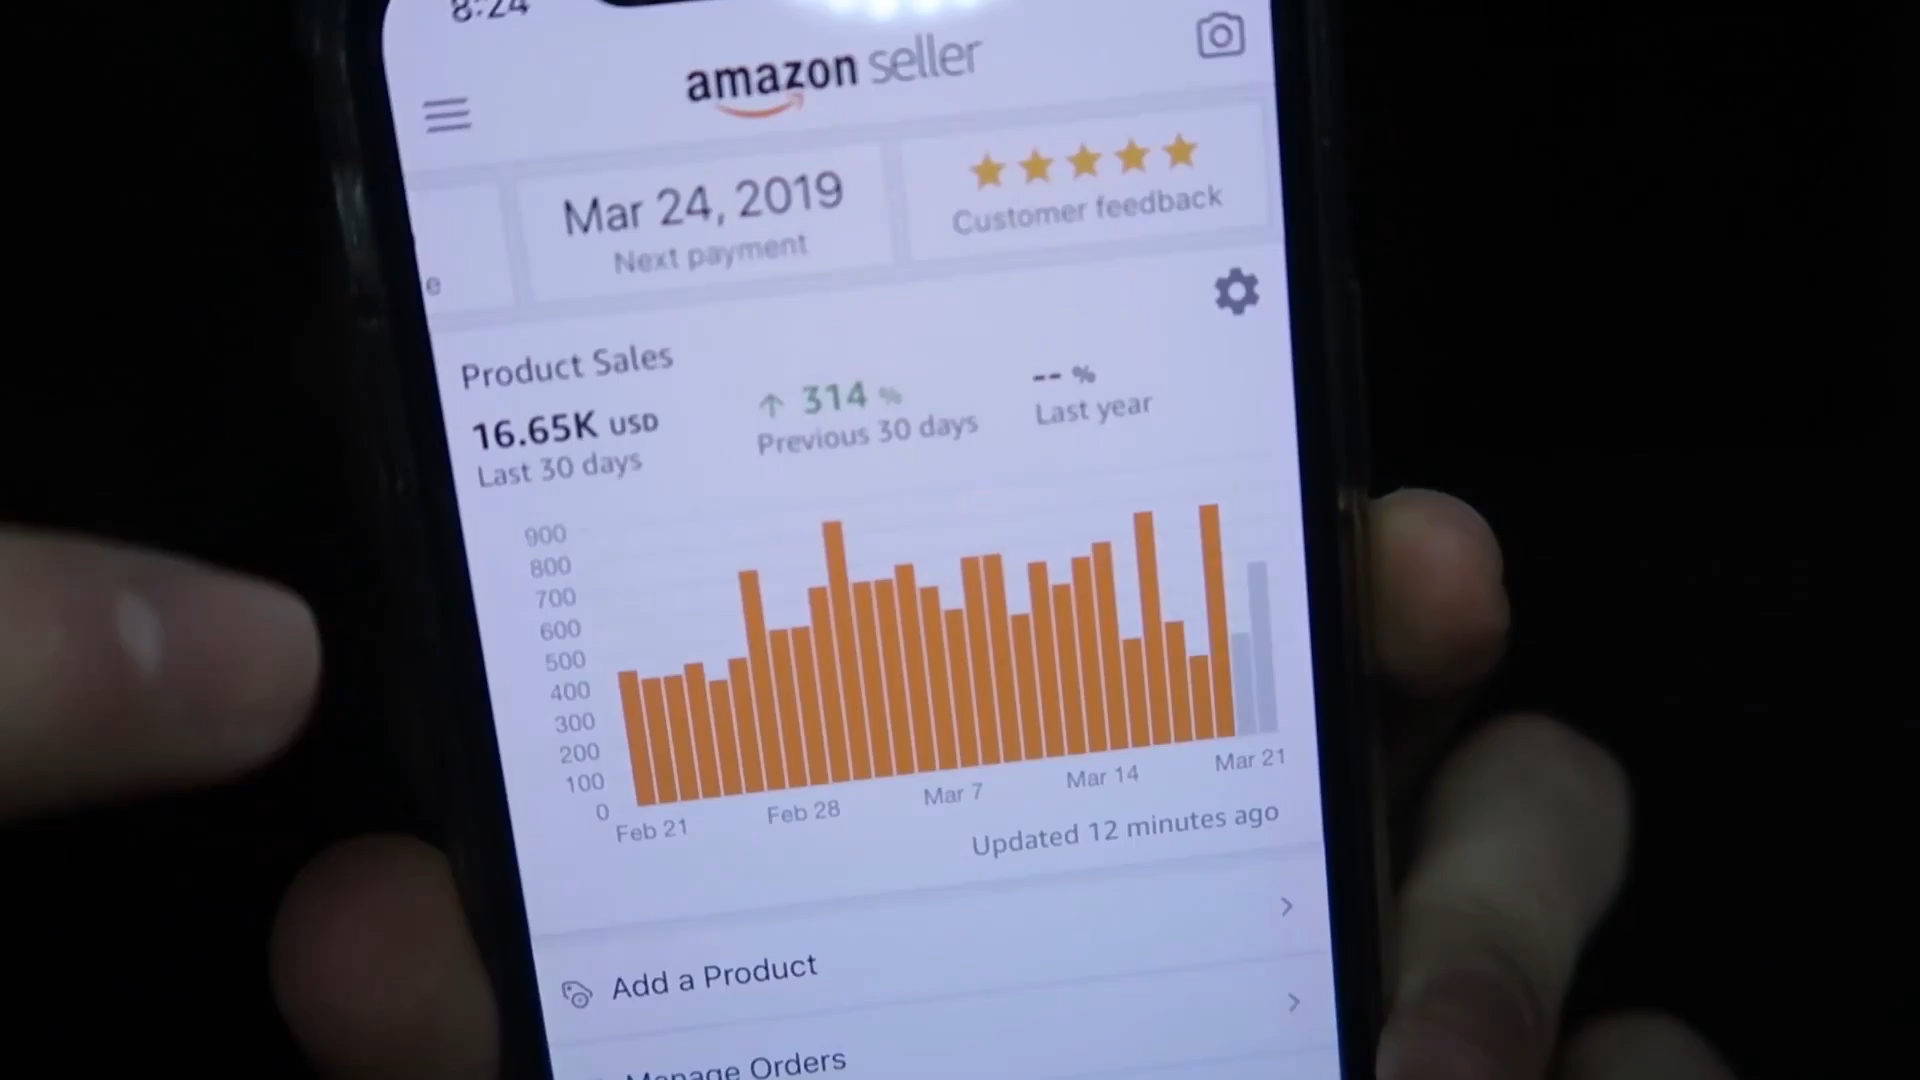 8:24
amazon seller
Mar 24, 2019
Next payment
Customer feedback
e
Product Sales
16.65K USD
Last 30 days
↑ 314 %
Previous 30 days
-- %
Last year
900
800
700
600
500
400
300
200
100
0
Feb 21
Feb 28
Mar 7
Mar 14
Mar 21
Updated 12 minutes ago
Add a Product
Manage Orders